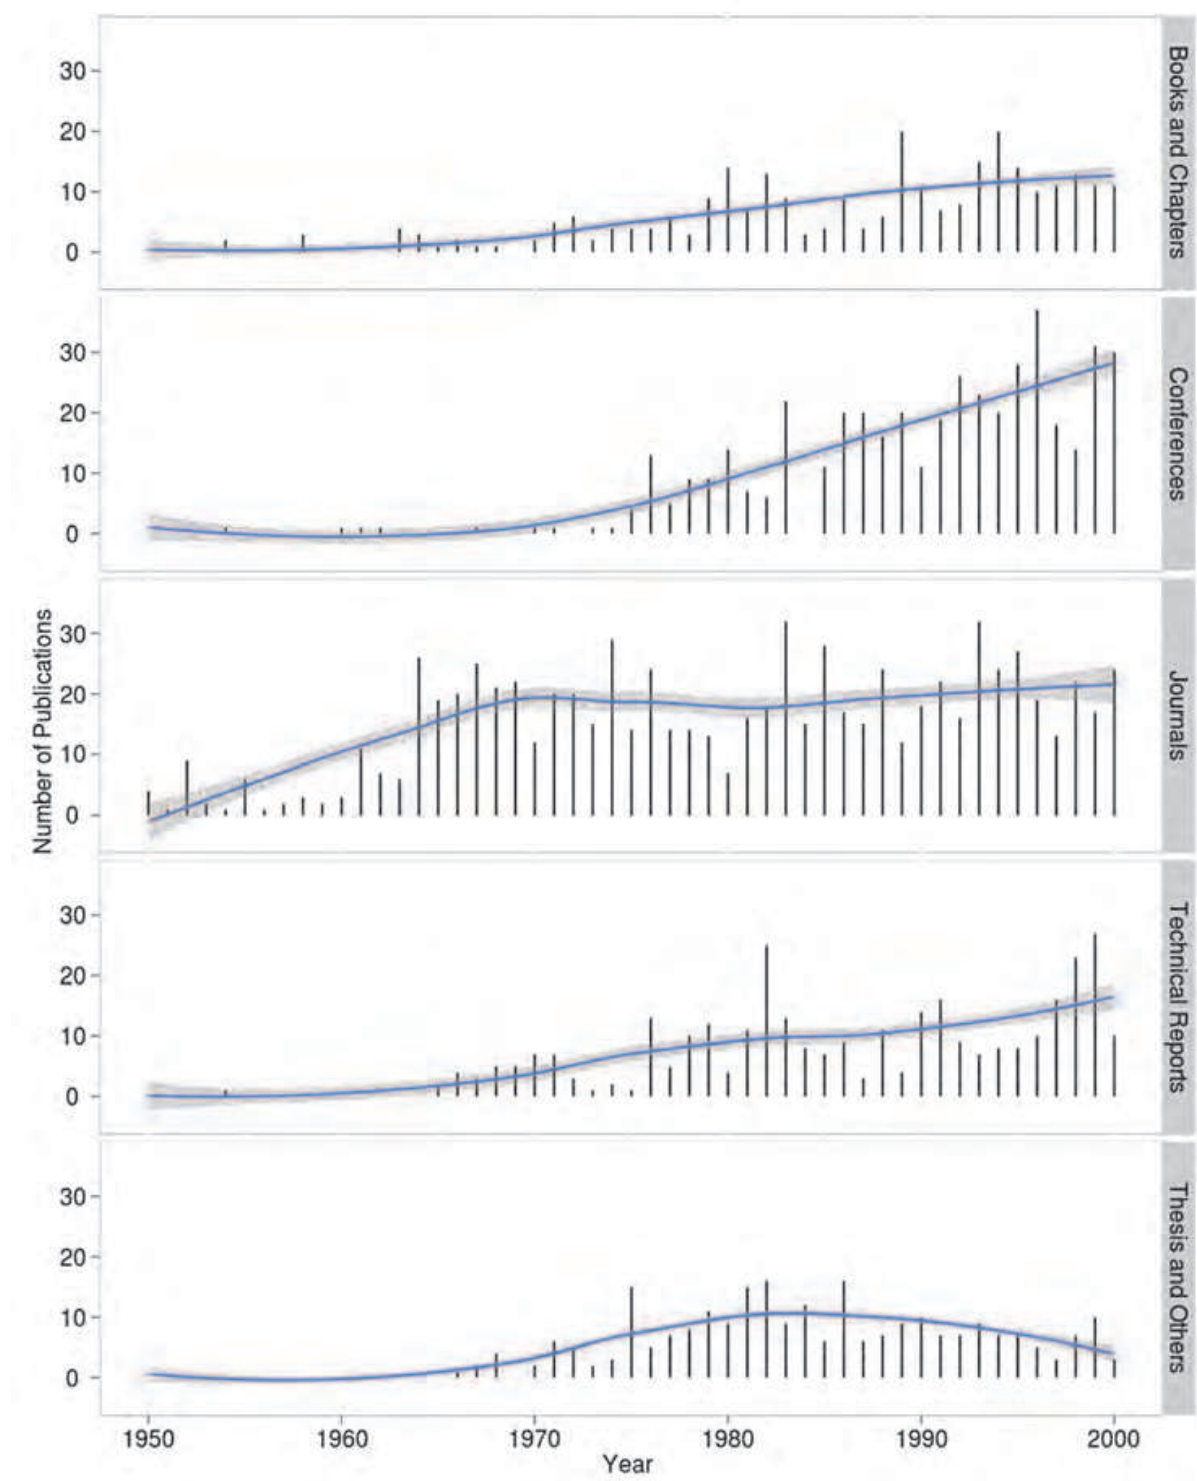 30
20
10
0
Books and Chapters
30
20
10
0
Conferences
Number of Publications
30
20
10
0
Journals
30
20
10
0
Technical Reports
30
20
10
0
Thesis and Others
1950 1960 1970 1980 1990 2000
Year